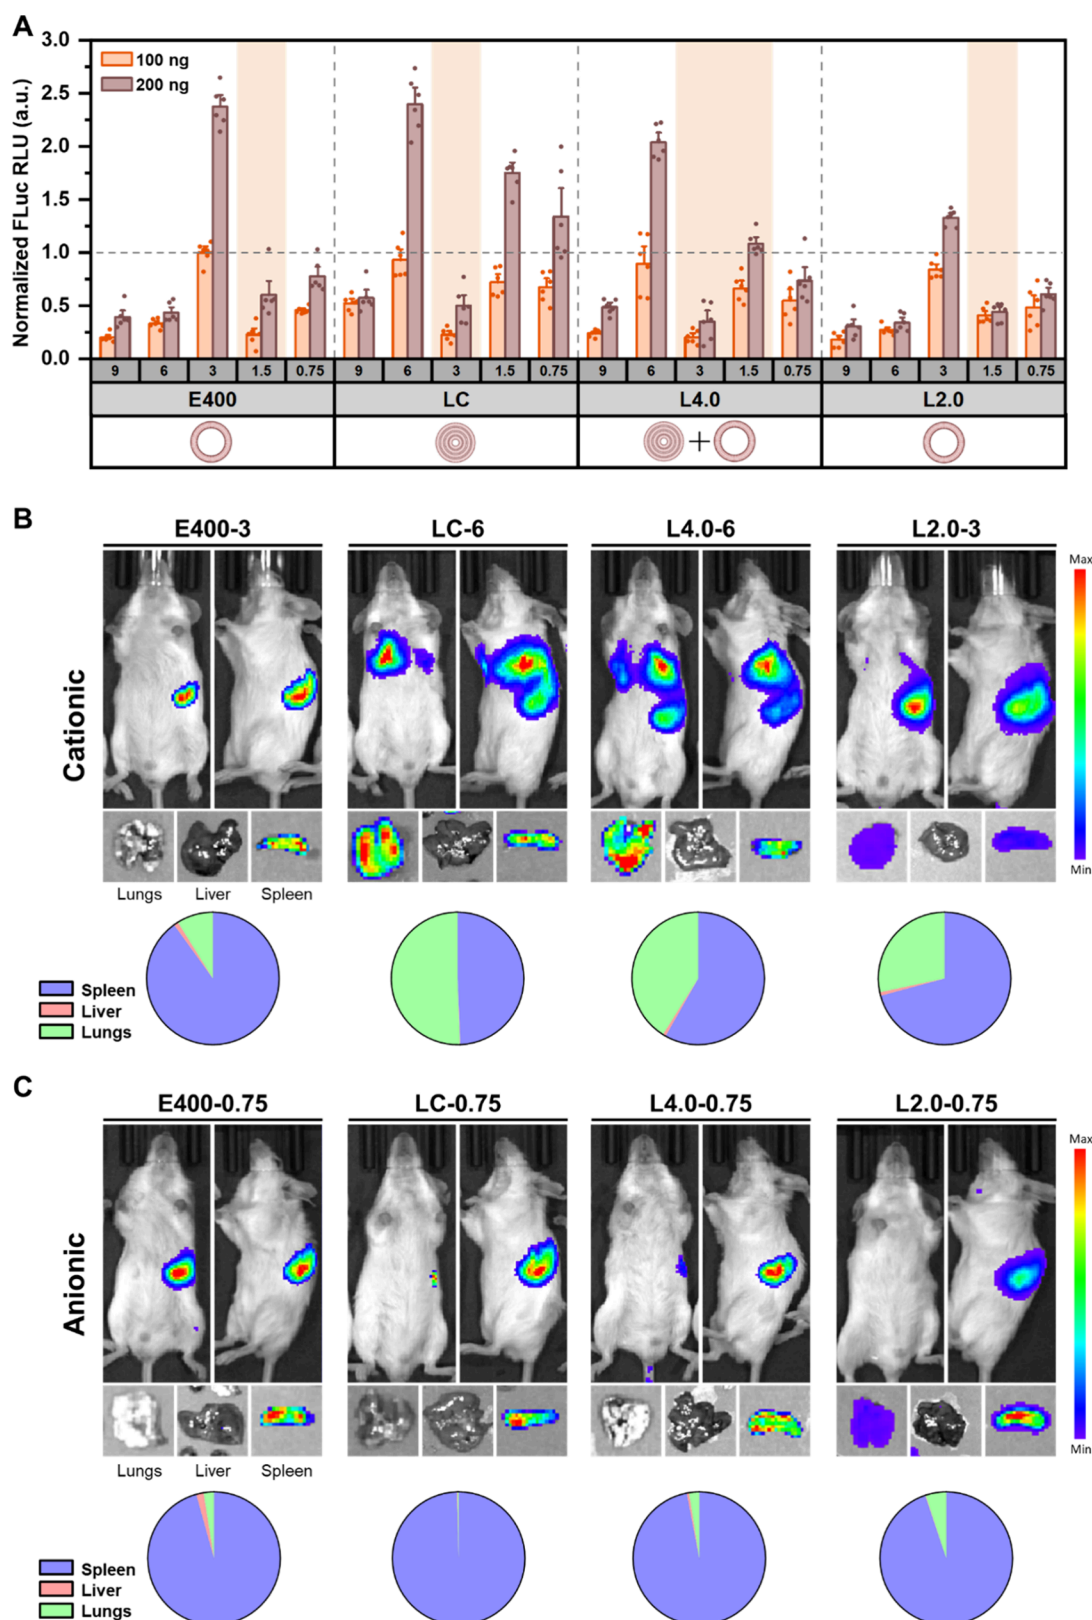 A
3.0
2.5
2.0
1.5
1.0
0.5
0.0
Normalized FLuc RLU (a.u.)
100 ng
200 ng
9 6 3 1.5 0.75 9 6 3 1.5 0.75 9 6 3 1.5 0.75 9 6 3 1.5 0.75
E400 LC L4.0 L2.0
+
B
E400-3 LC-6 L4.0-6 L2.0-3
Cationic
Max
Min
Lungs Liver Spleen
Spleen
Liver
Lungs
C
E400-0.75 LC-0.75 L4.0-0.75 L2.0-0.75
Anionic
Max
Min
Lungs Liver Spleen
Spleen
Liver
Lungs